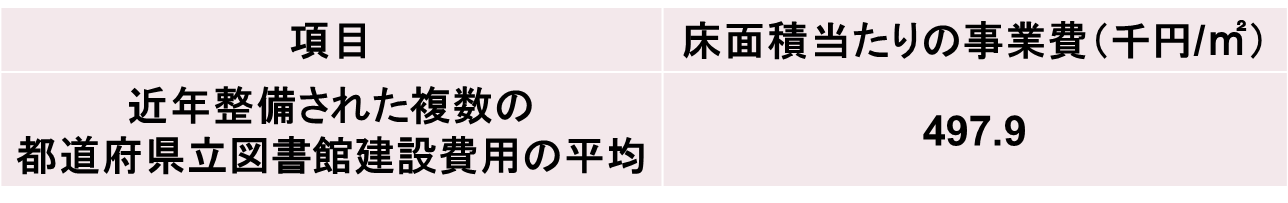 項目
床面積当たりの事業費（千円/㎡）
近年整備された複数の
都道府県立図書館建設費用の平均
497.9